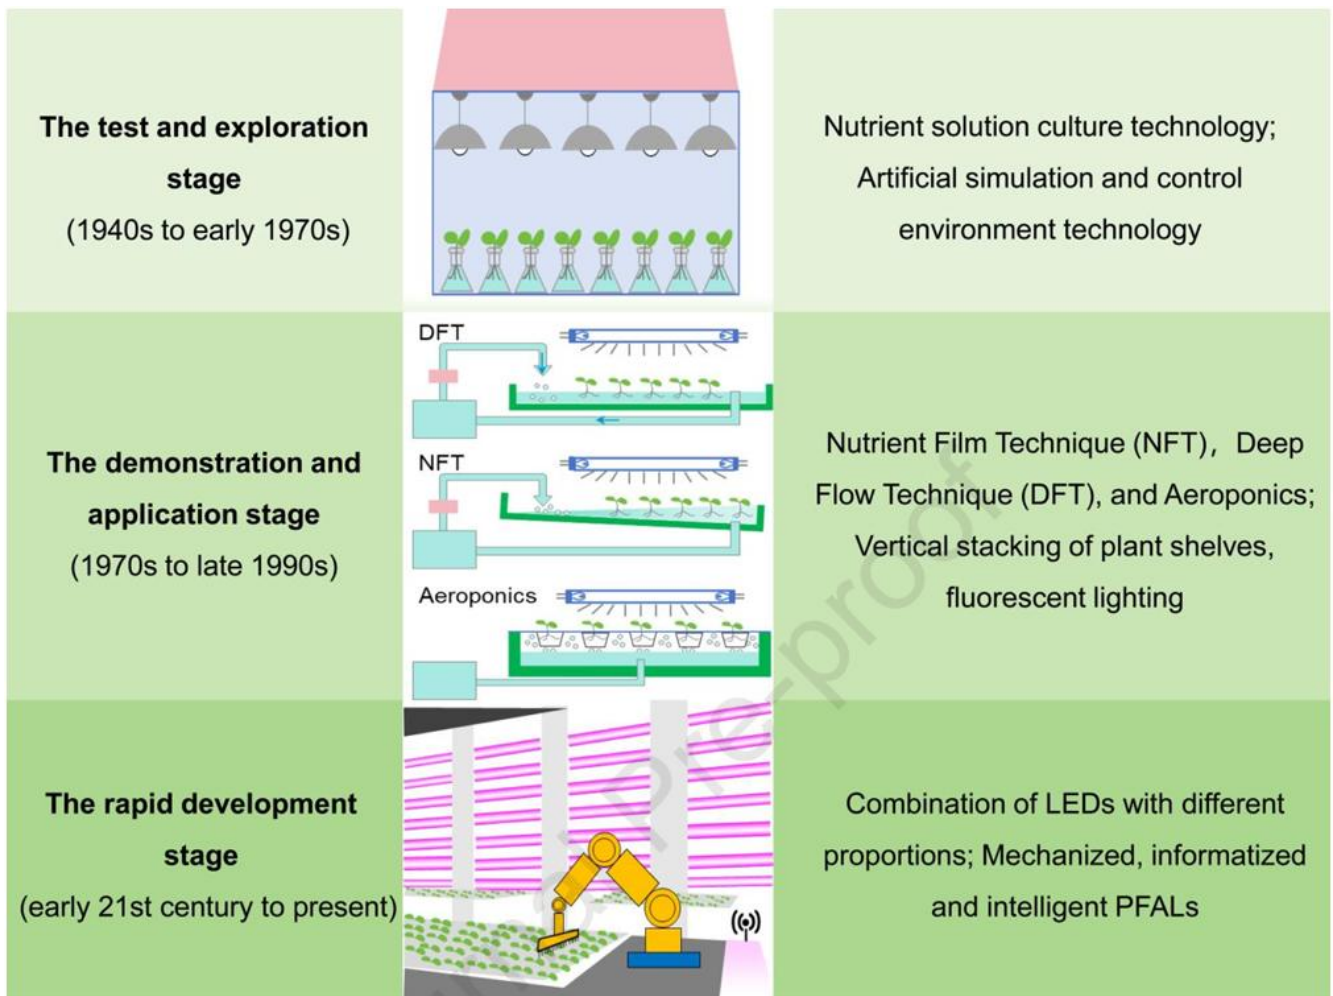 The test and exploration
stage
(1940s to early 1970s)
Nutrient solution culture technology;
Artificial simulation and control
environment technology
The demonstration and
application stage
(1970s to late 1990s)
DFT
NFT
Aeroponics
Nutrient Film Technique (NFT), Deep
Flow Technique (DFT), and Aeroponics;
Vertical stacking of plant shelves,
fluorescent lighting
The rapid development
stage
(early 21st century to present)
Combination of LEDs with different
proportions; Mechanized, informatized
and intelligent PFALs
Pre-proof